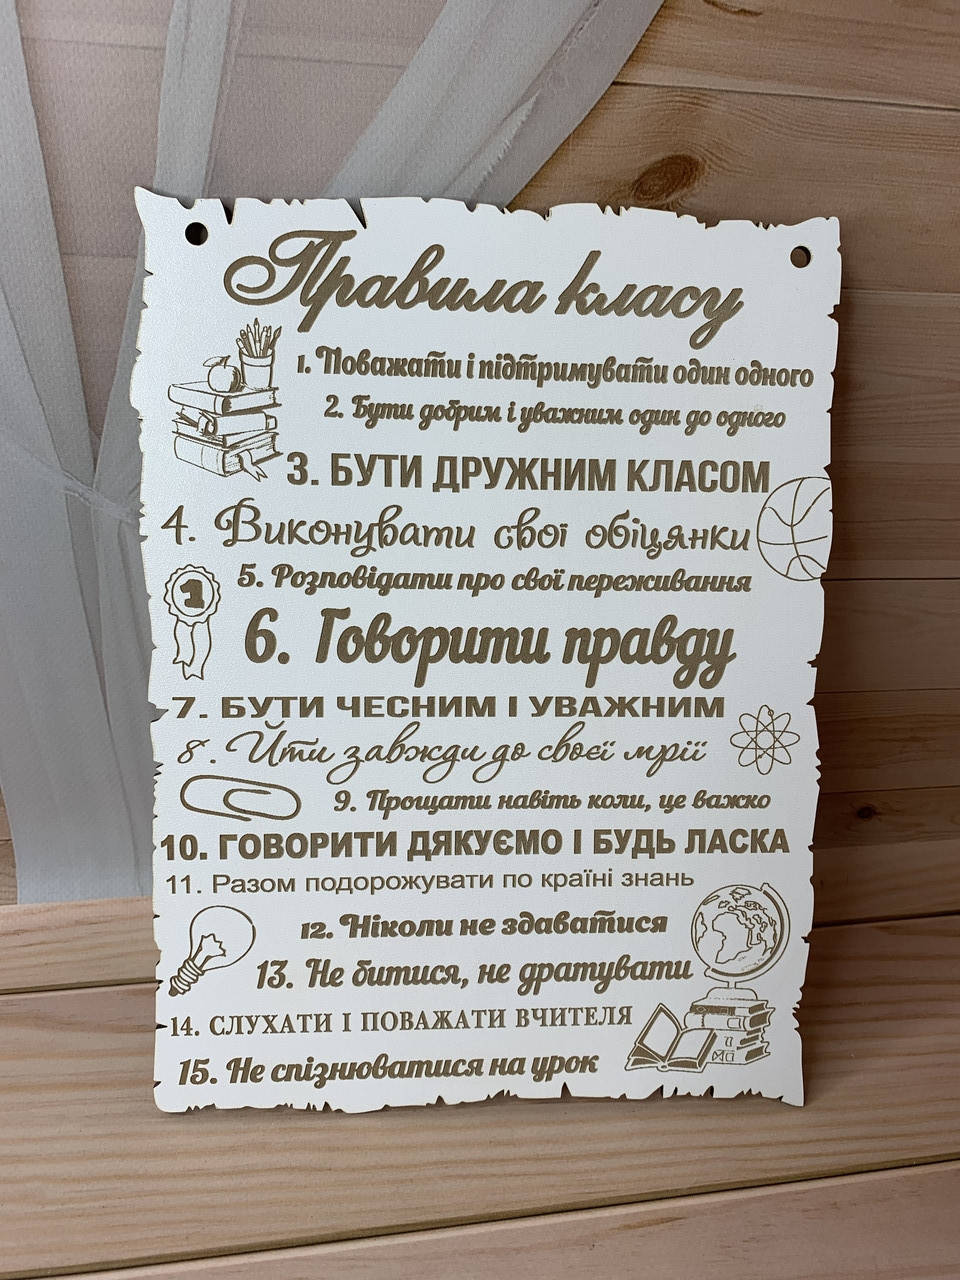 Правила класу
1. Поважати і підтримувати один одного
2. Бути добрим і уважним один до одного
3. БУТИ ДРУЖНИМ КЛАСОМ
4. Виконувати свої обіцянки
1
5. Розповідати про свої переживання
6. Говорити правду
7. БУТИ ЧЕСНИМ І УВАЖНИМ
8. Йти завжди до своєї мрії
9. Прощати навіть коли, це важко
10. ГОВОРИТИ ДЯКУЄМО І БУДЬ ЛАСКА
11. Разом подорожувати по країні знань
12. Ніколи не здаватися
13. Не битися, не дратувати
14. СЛУХАТИ І ПОВАЖАТИ ВЧИТЕЛЯ
15. Не спізнюватися на урок